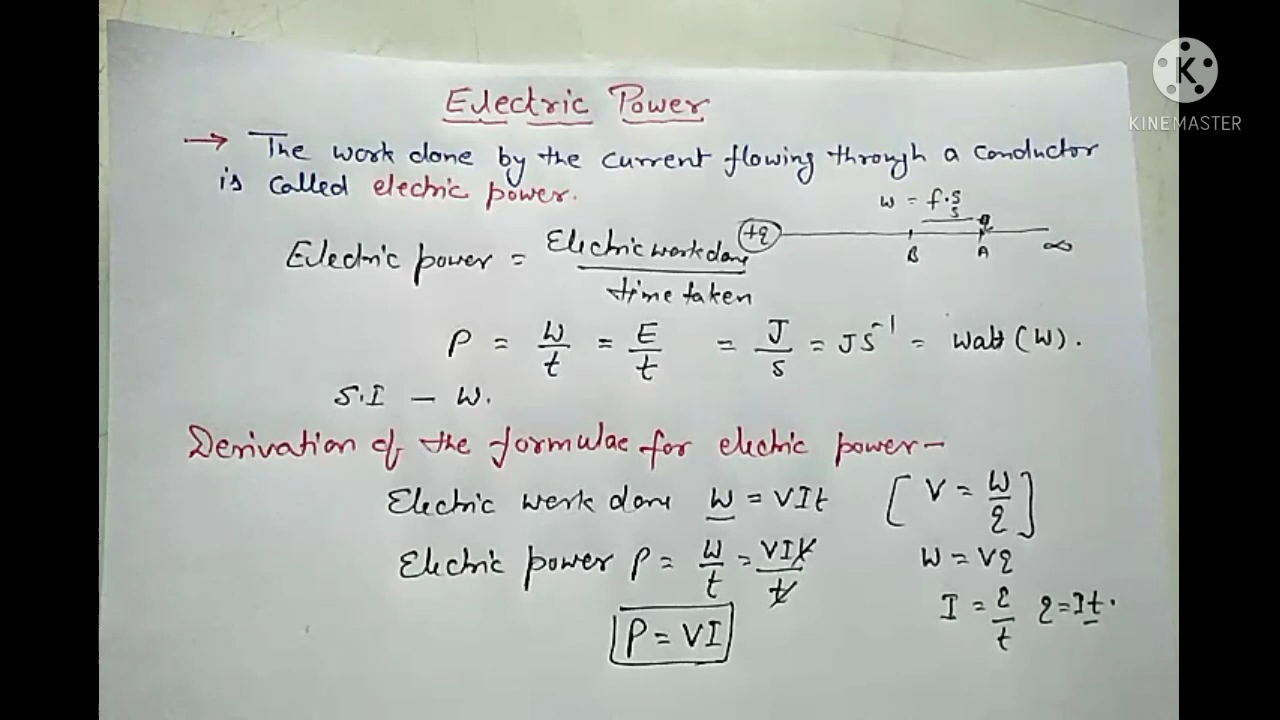 KINEMASTER
Electric Power
→ The work done by the current flowing through a conductor
is called electric power.
W = f.s
s
+q
B A ∞
Electric power = Electric work done / time taken
P = W/t = E/t = J/s = JS⁻¹ = Watt (W).
S.I – W.
Derivation of the formulae for electric power –
Electric work done W = VIt [V = W/q]
Electric power P = W/t = VIt/t W = Vq
I = q/t q = It.
P = VI